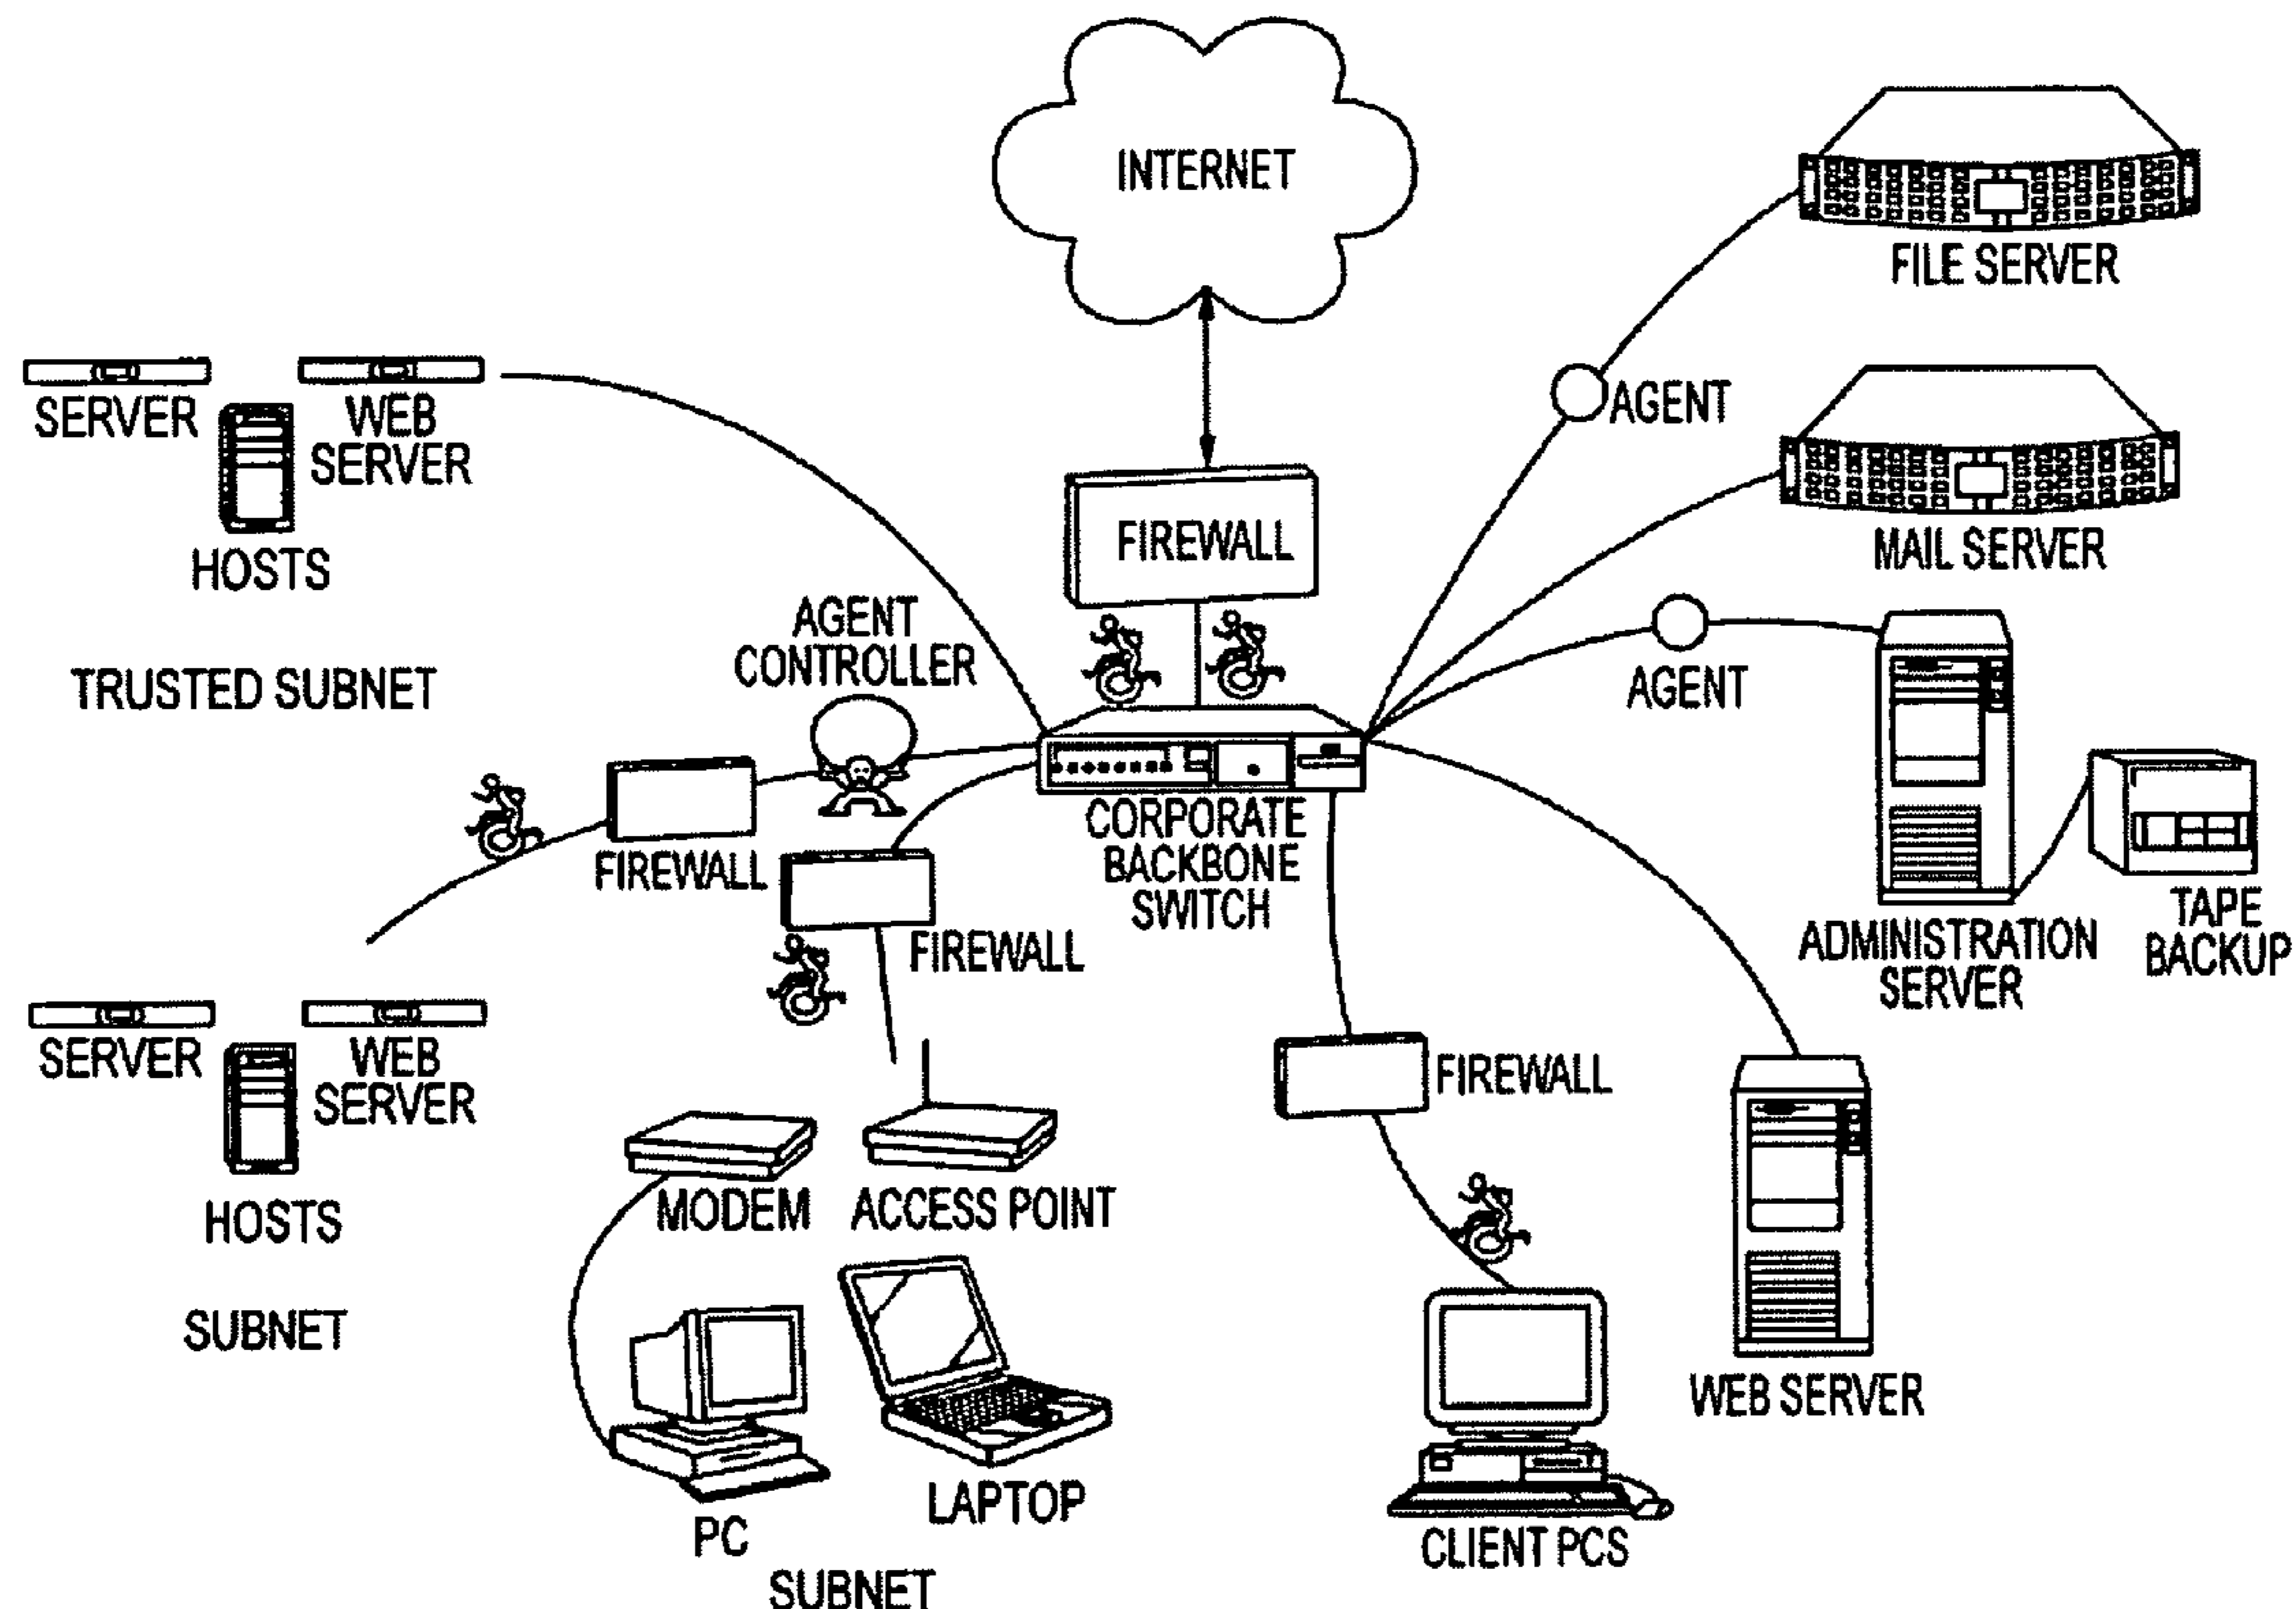 INTERNET
FILE SERVER
SERVER
WEB
SERVER
HOSTS
AGENT
FIREWALL
MAIL SERVER
AGENT
CONTROLLER
TRUSTED SUBNET
AGENT
FIREWALL
CORPORATE
BACKBONE
SWITCH
FIREWALL
ADMINISTRATION
SERVER
TAPE
BACKUP
SERVER
WEB
SERVER
HOSTS
FIREWALL
MODEM
ACCESS POINT
SUBNET
WEB SERVER
LAPTOP
PC
CLIENT PCS
SUBNET